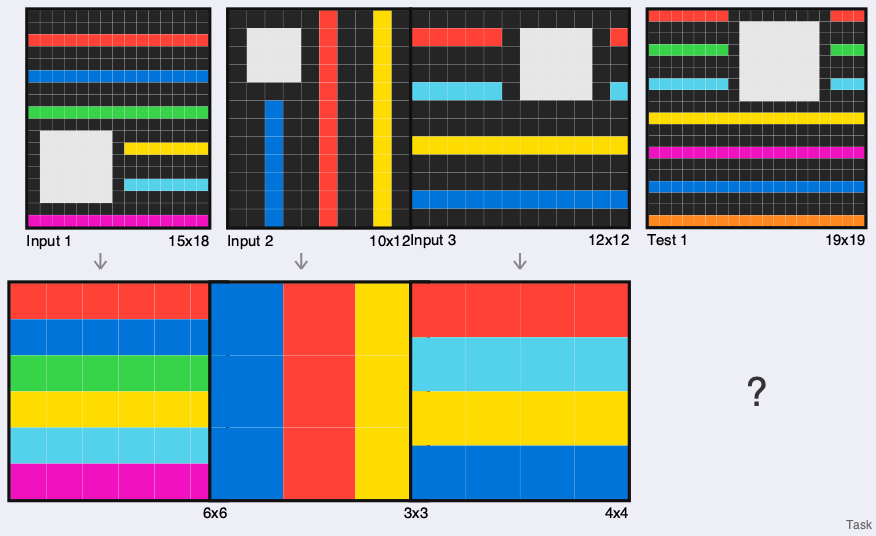 Input 1 15x18
Input 2 10x12
Input 3 12x12
Test 1 19x19
?
6x6
3x3
4x4
Task